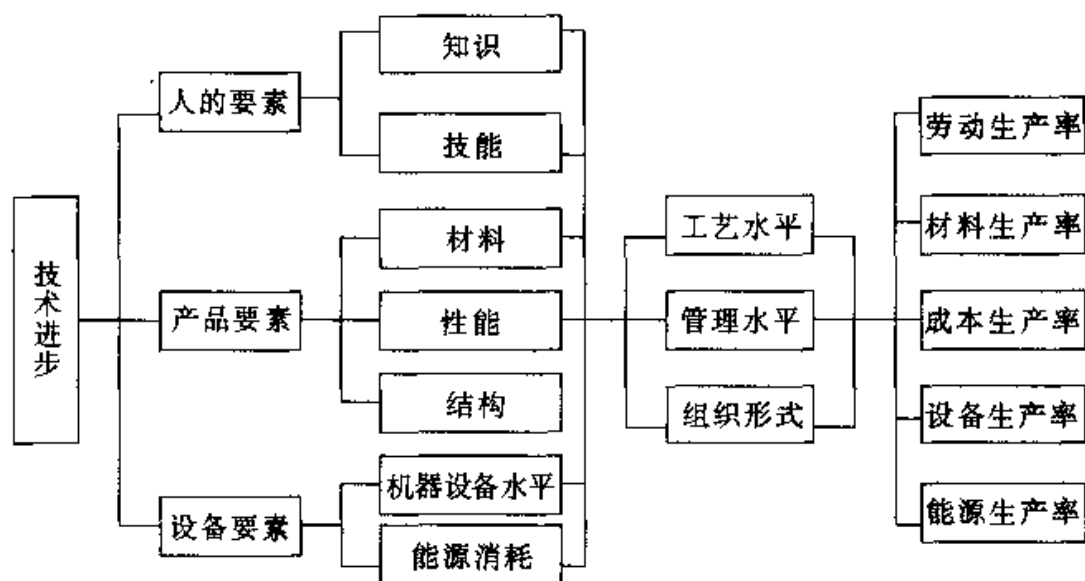 技术进步
人的要素
产品要素
设备要素
知识
技能
材料
性能
结构
机器设备水平
能源消耗
工艺水平
管理水平
组织形式
劳动生产率
材料生产率
成本生产率
设备生产率
能源生产率